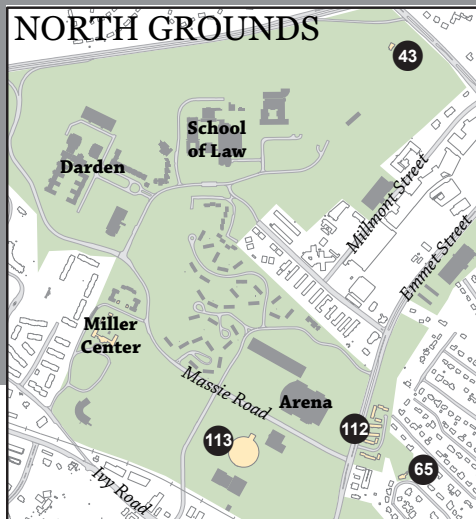 NORTH GROUNDS
43
School
of Law
Darden
Millmont Street
Emmet Street
Miller
Center
Massie Road
Arena
112
113
65
Ivy Road